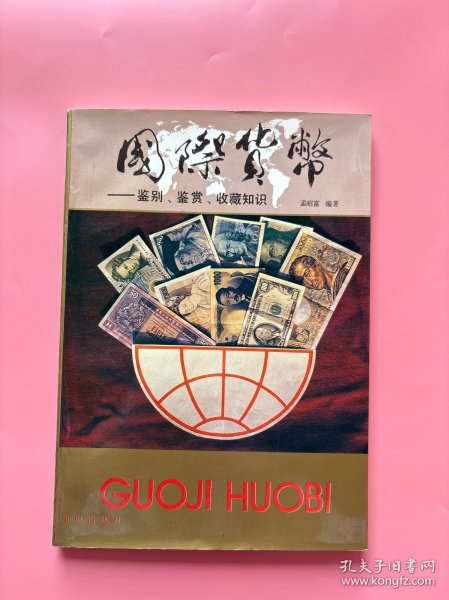 國際貨幣
——鉴别、鉴赏、收藏知识
孟昭富 编著
1000
GUOJI HUOBI
孔夫子旧书网
www.kongfz.com